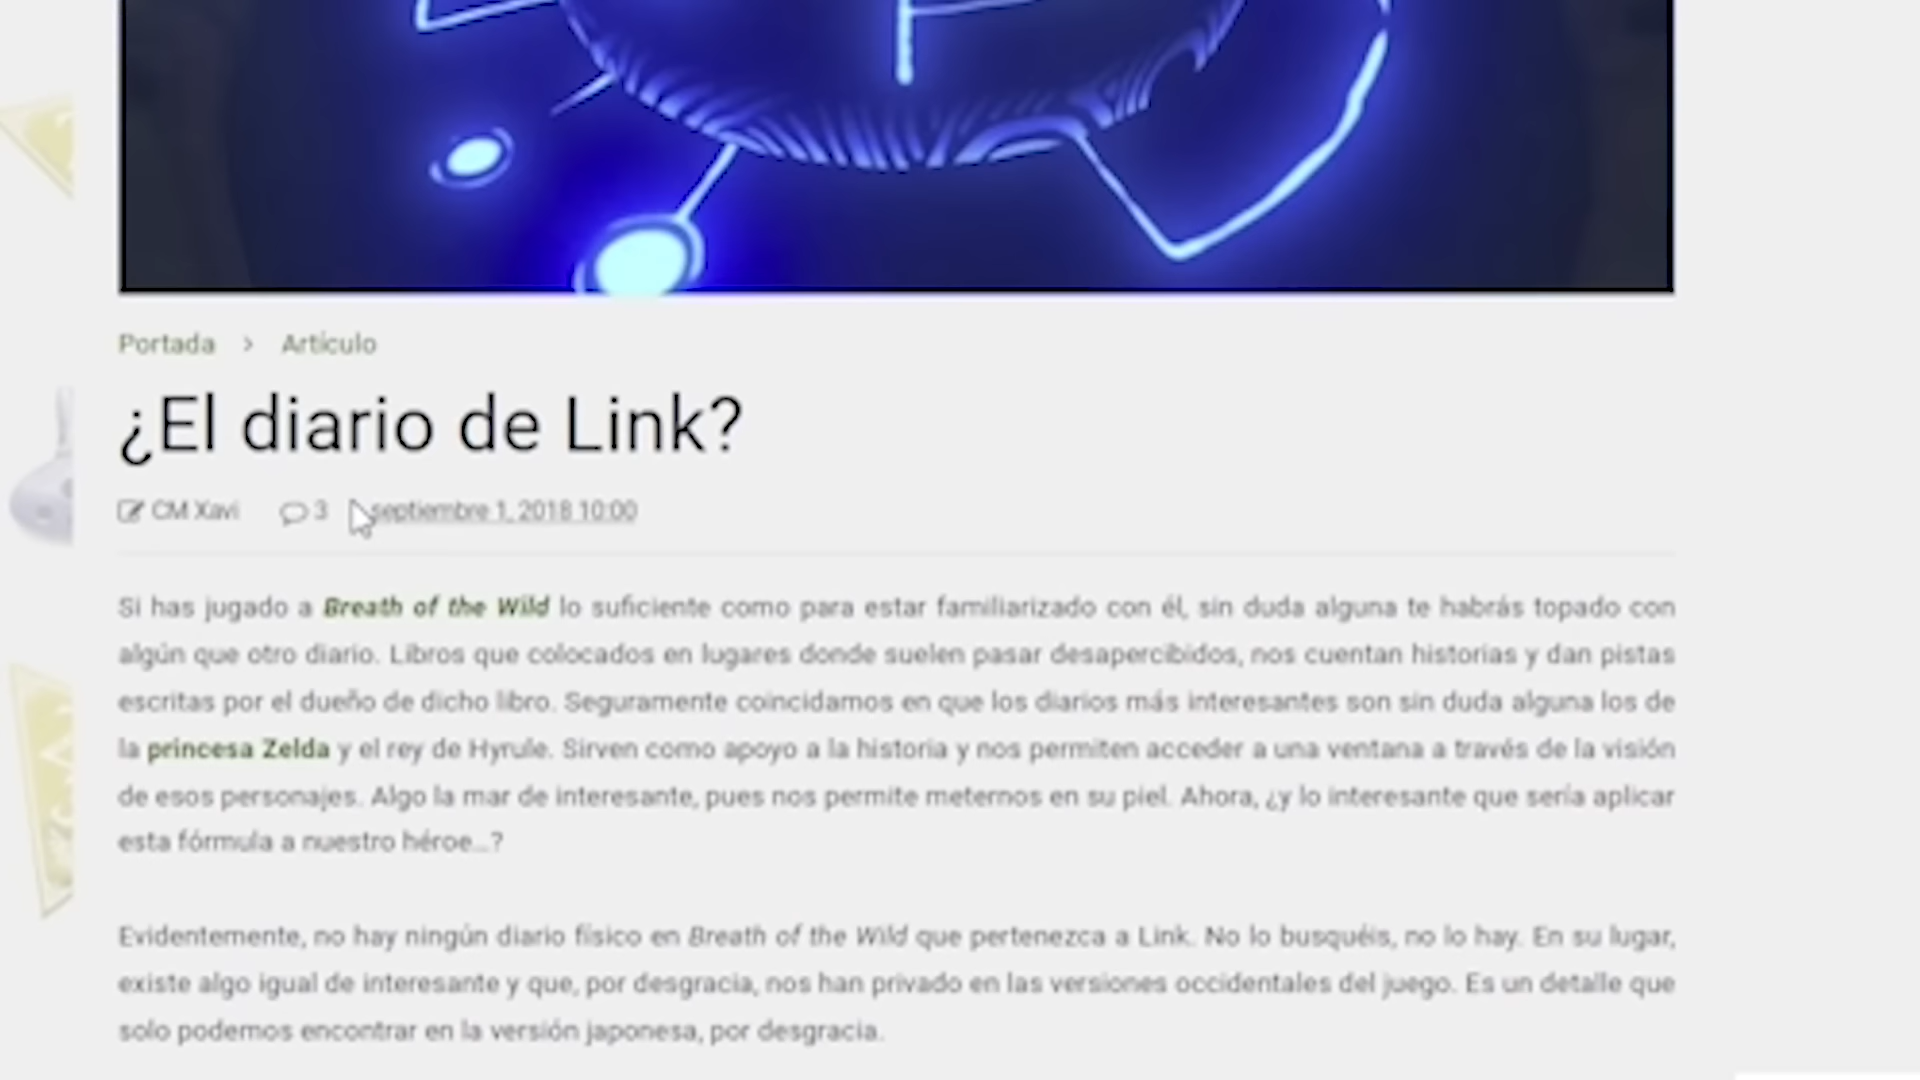 Portada > Artículo
¿El diario de Link?
CM Xavi 3 septiembre 1, 2018 10:00
Si has jugado a Breath of the Wild lo suficiente como para estar familiarizado con él, sin duda alguna te habrás topado con
algún que otro diario. Libros que colocados en lugares donde suelen pasar desapercibidos, nos cuentan historias y dan pistas
escritas por el dueño de dicho libro. Seguramente coincidamos en que los diarios más interesantes son sin duda alguna los de
la princesa Zelda y el rey de Hyrule. Sirven como apoyo a la historia y nos permiten acceder a una ventana a través de la visión
de esos personajes. Algo la mar de interesante, pues nos permite meternos en su piel. Ahora, ¿y lo interesante que sería aplicar
esta fórmula a nuestro héroe...?
Evidentemente, no hay ningún diario físico en Breath of the Wild que pertenezca a Link. No lo busquéis, no lo hay. En su lugar,
existe algo igual de interesante y que, por desgracia, nos han privado en las versiones occidentales del juego. Es un detalle que
solo podemos encontrar en la versión japonesa, por desgracia.